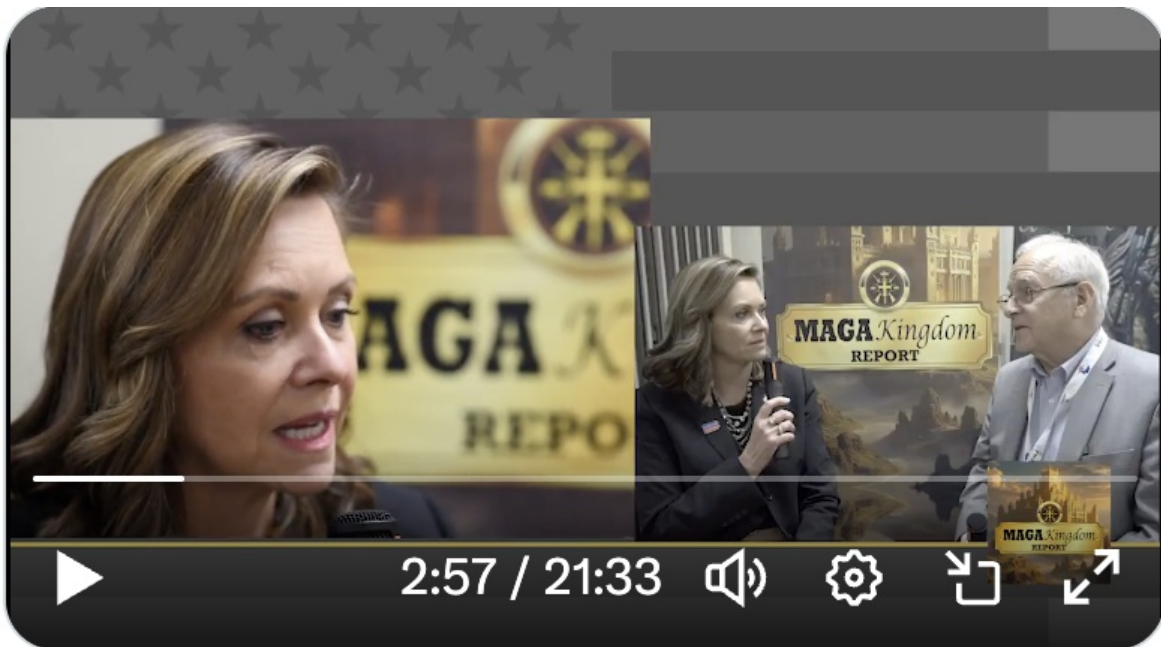 AGA K
REPO
MAGA Kingdom
REPORT
MAGA Kingdom
REPORT
2:57 / 21:33